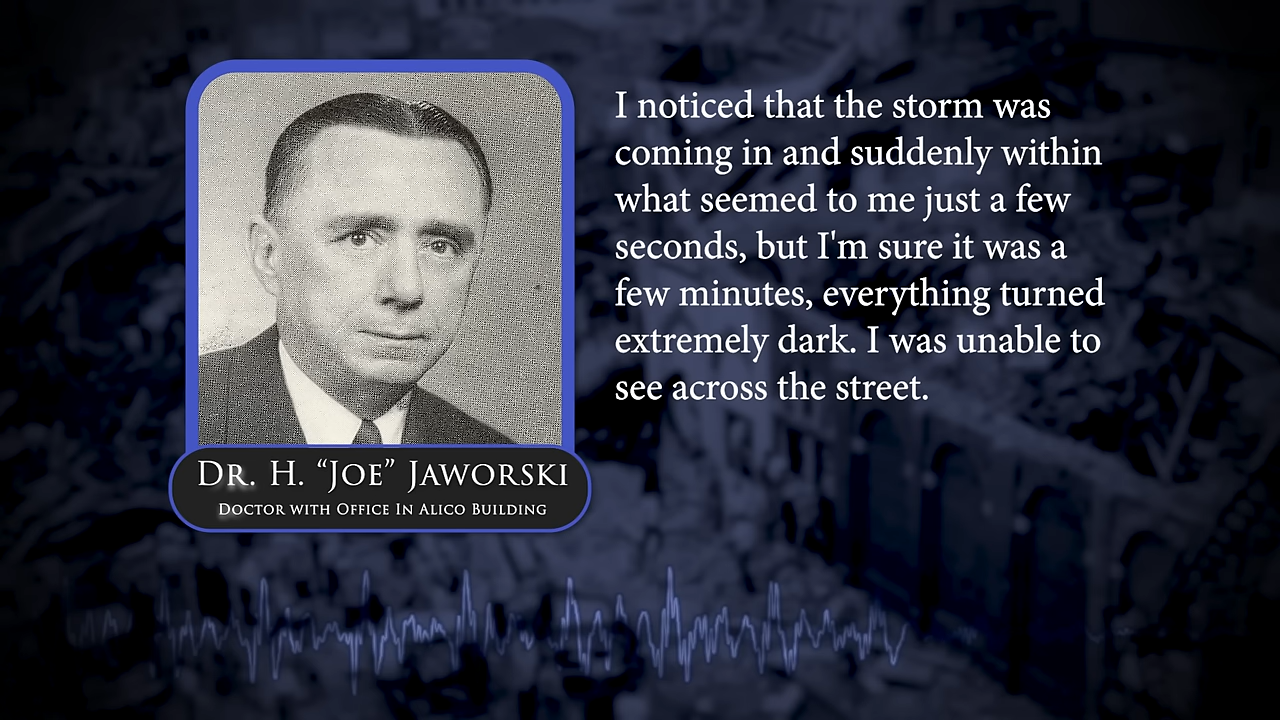 I noticed that the storm was
coming in and suddenly within
what seemed to me just a few
seconds, but I'm sure it was a
few minutes, everything turned
extremely dark. I was unable to
see across the street.
Dr. H. “Joe” Jaworski
Doctor with Office In Alico Building